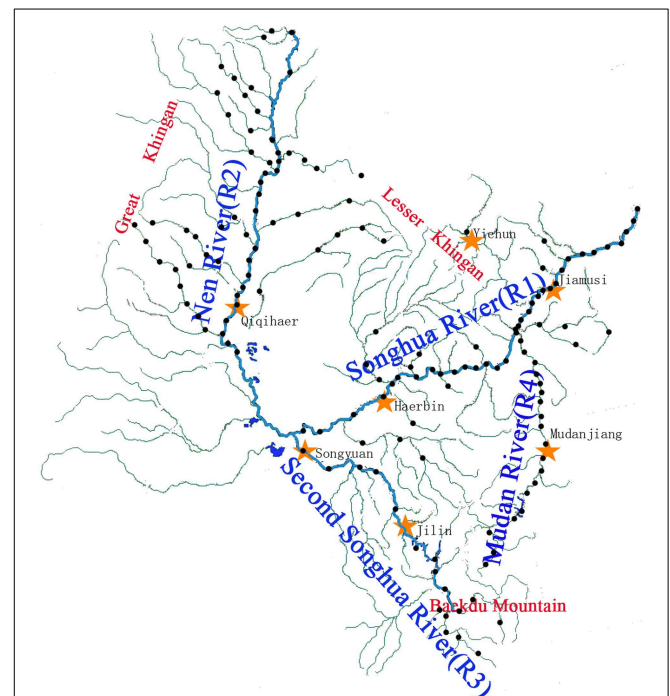 Great Khingan
Nen River(R2)
Lesser Khingan
Yichun
Jiamusi
Qiqihaer
Songhua River(R1)
Haerbin
Mudan River(R4)
Mudanjiang
Songyuan
Second Songhua River(R3)
Jilin
Baekdu Mountain